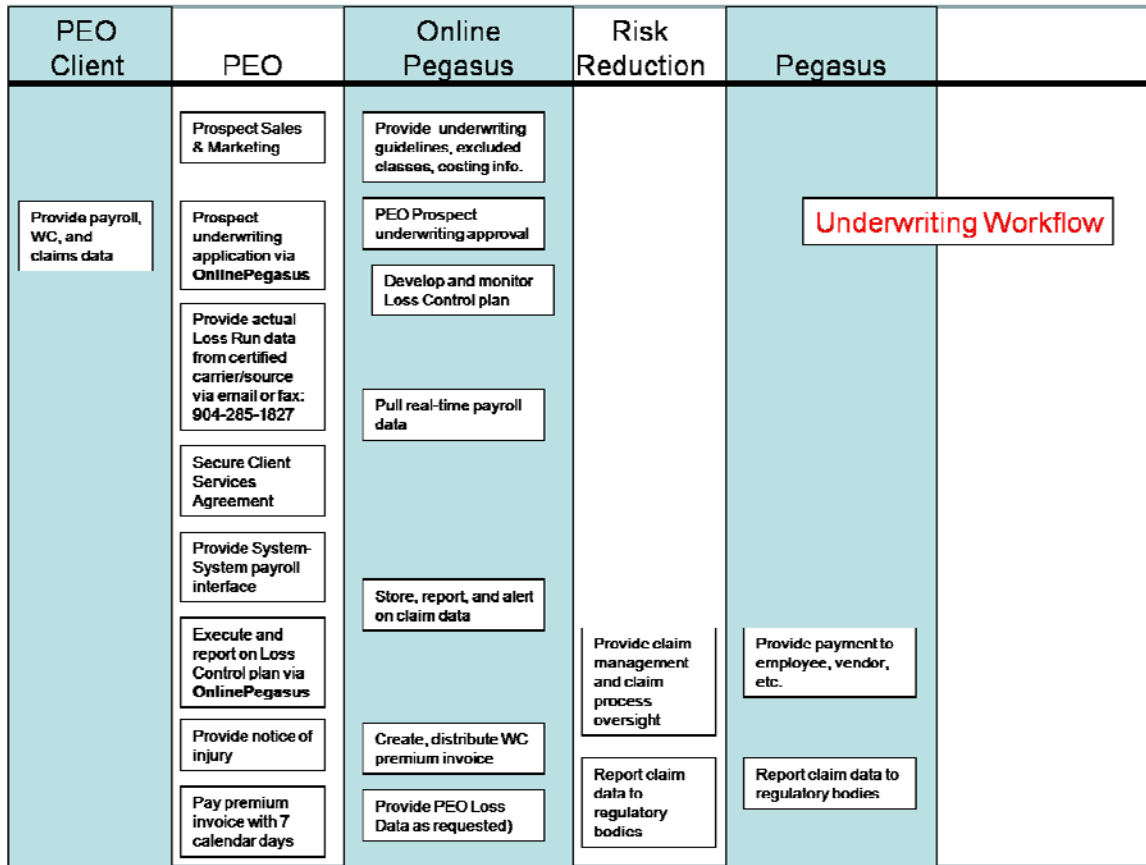 PEO
Client
PEO
Online
Pegasus
Risk
Reduction
Pegasus
Underwriting Workflow
Provide payroll,
WC, and
claims data
Prospect Sales
& Marketing
Prospect
underwriting
application via
OnlinePegasus
Provide actual
Loss Run data
from certified
carrier/source
via email or fax:
904-285-1827
Secure Client
Services
Agreement
Provide System-
System payroll
interface
Execute and
report on Loss
Control plan via
OnlinePegasus
Provide notice of
injury
Pay premium
invoice with 7
calendar days
Provide underwriting
guidelines, excluded
classes, costing info.
PEO Prospect
underwriting approval
Develop and monitor
Loss Control plan
Pull real-time payroll
data
Store, report, and alert
on claim data
Create, distribute WC
premium invoice
Provide PEO Loss
Data as requested)
Provide claim
management
and claim
process
oversight
Report claim
data to
regulatory
bodies
Provide payment to
employee, vendor,
etc.
Report claim data to
regulatory bodies